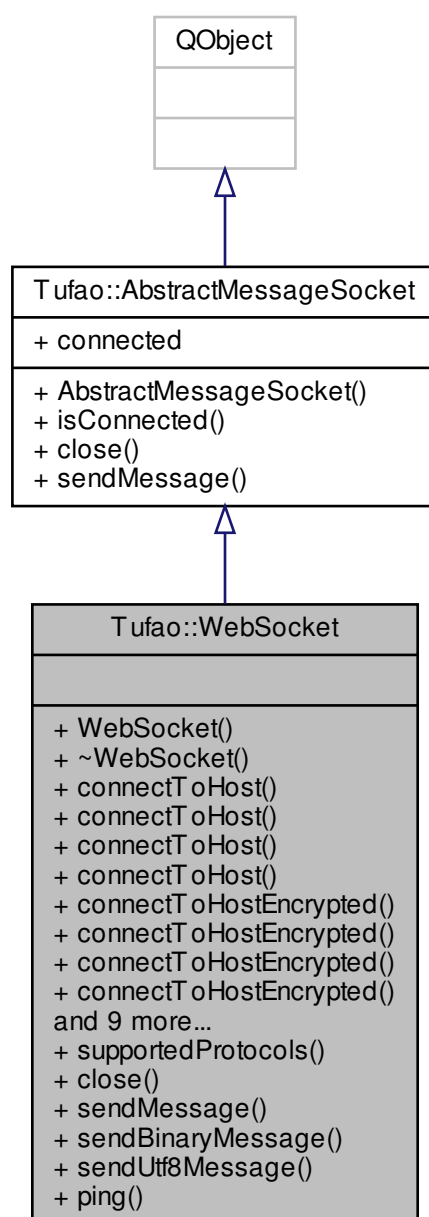 QObject
Tufao::AbstractMessageSocket
+ connected
+ AbstractMessageSocket()
+ isConnected()
+ close()
+ sendMessage()
Tufao::WebSocket
+ WebSocket()
+ ~WebSocket()
+ connectToHost()
+ connectToHost()
+ connectToHost()
+ connectToHost()
+ connectToHostEncrypted()
+ connectToHostEncrypted()
+ connectToHostEncrypted()
+ connectToHostEncrypted()
and 9 more...
+ supportedProtocols()
+ close()
+ sendMessage()
+ sendBinaryMessage()
+ sendUtf8Message()
+ ping()